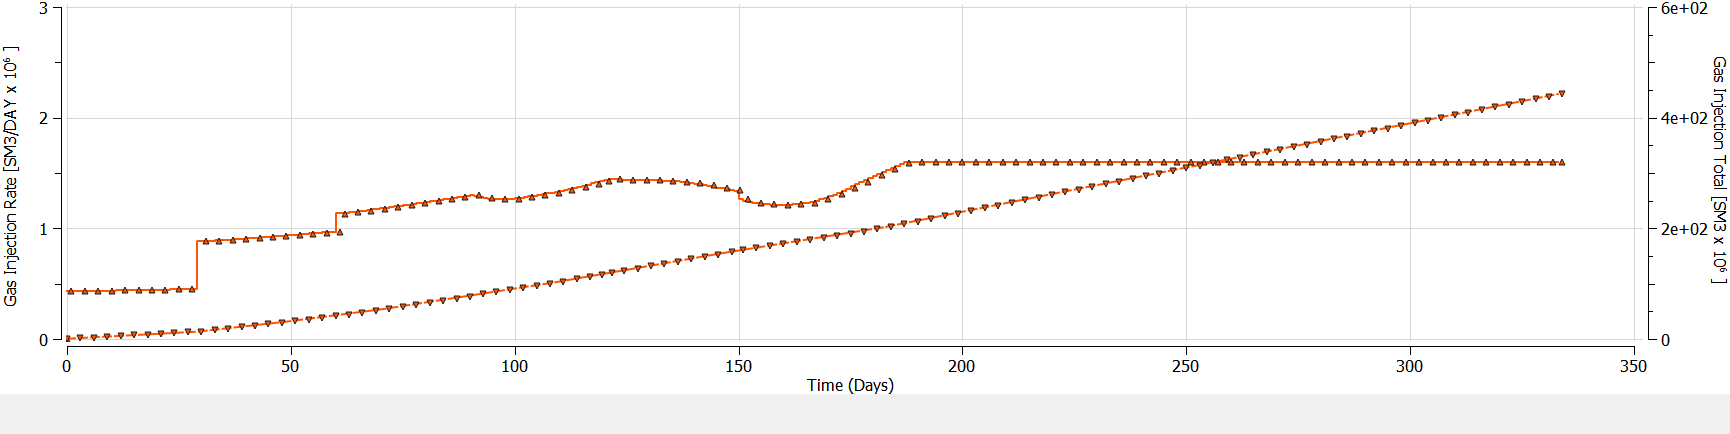 Gas Injection Rate [SM3/DAY x 10⁶ ]
3
2
1
0
6e+02
4e+02
2e+02
0
Gas Injection Total [SM3 x 10⁶ ]
0 50 100 150 200 250 300 350
Time (Days)